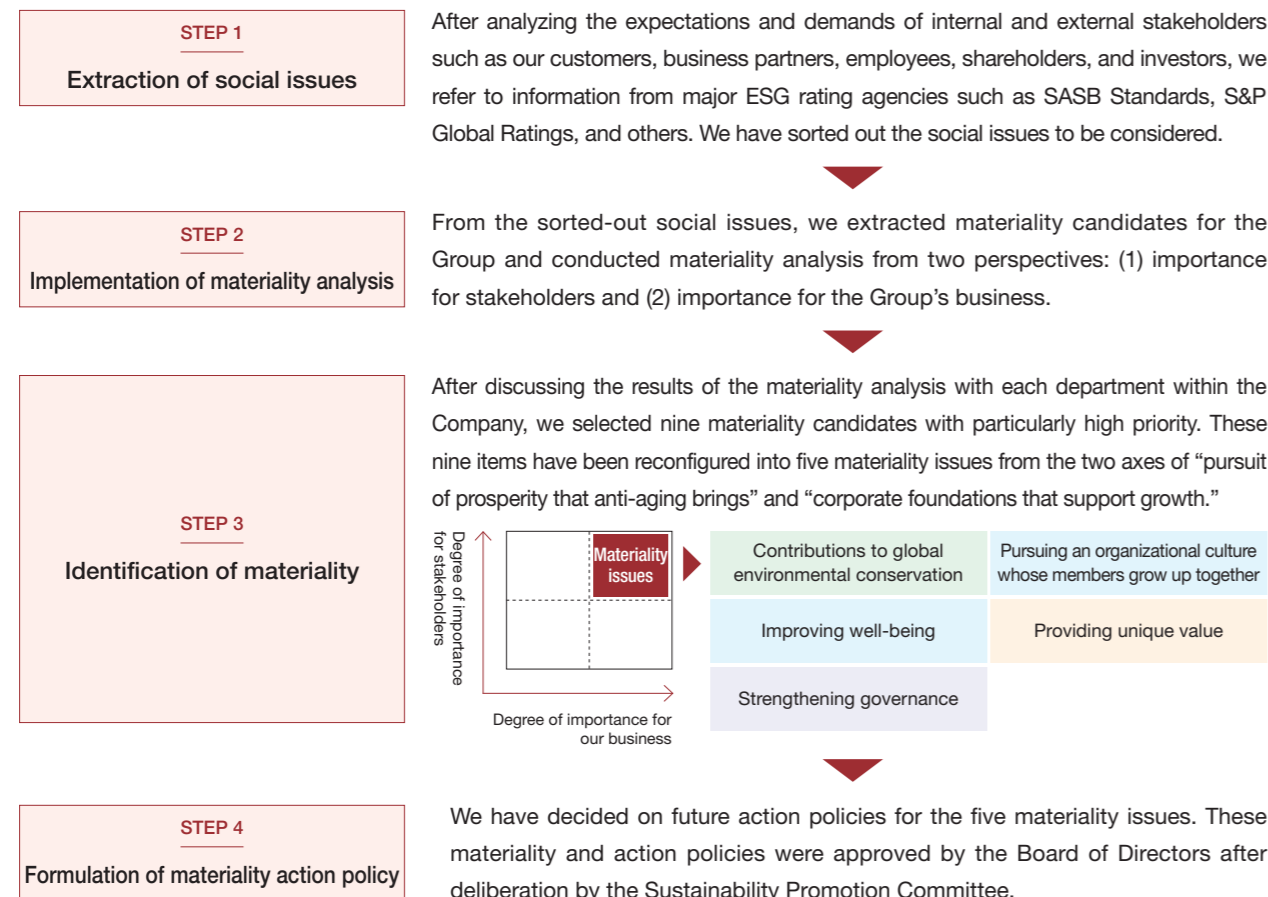 STEP 1
Extraction of social issues
After analyzing the expectations and demands of internal and external stakeholders
such as our customers, business partners, employees, shareholders, and investors, we
refer to information from major ESG rating agencies such as SASB Standards, S&P
Global Ratings, and others. We have sorted out the social issues to be considered.
STEP 2
Implementation of materiality analysis
From the sorted-out social issues, we extracted materiality candidates for the
Group and conducted materiality analysis from two perspectives: (1) importance
for stakeholders and (2) importance for the Group’s business.
STEP 3
Identification of materiality
After discussing the results of the materiality analysis with each department within the
Company, we selected nine materiality candidates with particularly high priority. These
nine items have been reconfigured into five materiality issues from the two axes of “pursuit
of prosperity that anti-aging brings” and “corporate foundations that support growth.”
Degree of importance
for stakeholders
Materiality
issues
Degree of importance for
our business
Contributions to global
environmental conservation
Pursuing an organizational culture
whose members grow up together
Improving well-being
Providing unique value
Strengthening governance
STEP 4
Formulation of materiality action policy
We have decided on future action policies for the five materiality issues. These
materiality and action policies were approved by the Board of Directors after
deliberation by the Sustainability Promotion Committee.